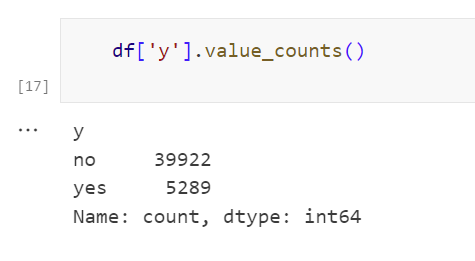 df['y'].value_counts()
[17]
...
y
no 39922
yes 5289
Name: count, dtype: int64